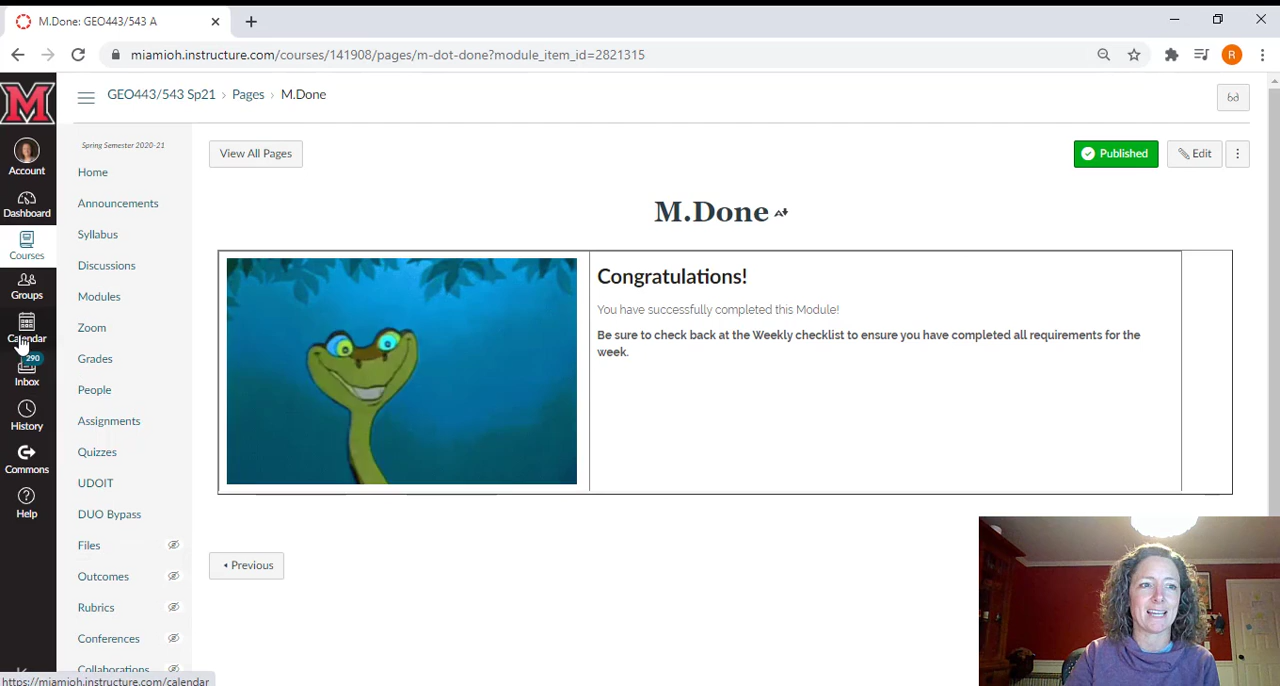 M.Done: GEO443/543 A
miamioh.instructure.com/courses/141908/pages/m-dot-done?module_item_id=2821315
R
M
Account
Dashboard
Courses
Groups
Calendar
290
Inbox
History
Commons
Help
GEO443/543 Sp21 › Pages › M.Done
Spring Semester 2020-21
Home
Announcements
Syllabus
Discussions
Modules
Zoom
Grades
People
Assignments
Quizzes
UDOIT
DUO Bypass
Files
Outcomes
Rubrics
Conferences
Collaborations
View All Pages
Published
Edit
M.Done
Congratulations!
You have successfully completed this Module!
Be sure to check back at the Weekly checklist to ensure you have completed all requirements for the
week.
Previous
https://miamioh.instructure.com/calendar